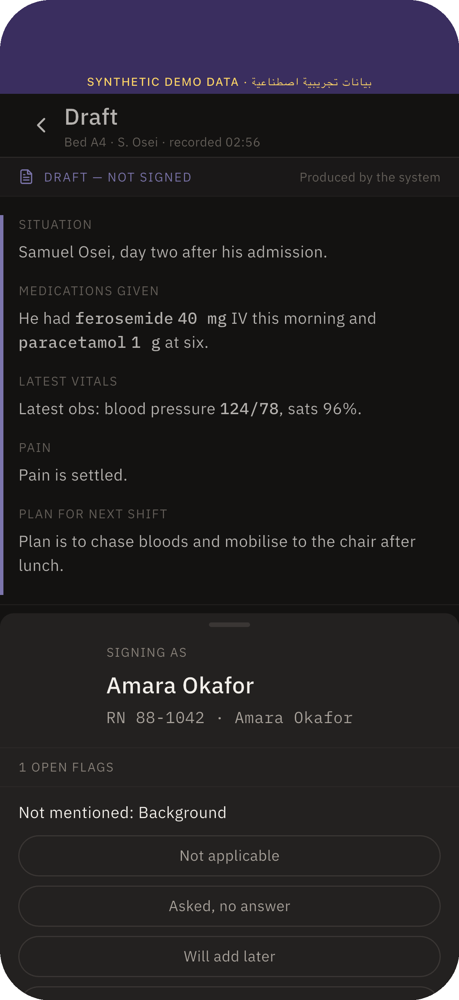 SYNTHETIC DEMO DATA · بيانات تجريبية اصطناعية
Draft
Bed A4 · S. Osei · recorded 02:56
DRAFT — NOT SIGNED Produced by the system
SITUATION
Samuel Osei, day two after his admission.
MEDICATIONS GIVEN
He had ferosemide 40 mg IV this morning and
paracetamol 1 g at six.
LATEST VITALS
Latest obs: blood pressure 124/78, sats 96%.
PAIN
Pain is settled.
PLAN FOR NEXT SHIFT
Plan is to chase bloods and mobilise to the chair after
lunch.
SIGNING AS
Amara Okafor
RN 88-1042 · Amara Okafor
1 OPEN FLAGS
Not mentioned: Background
Not applicable
Asked, no answer
Will add later